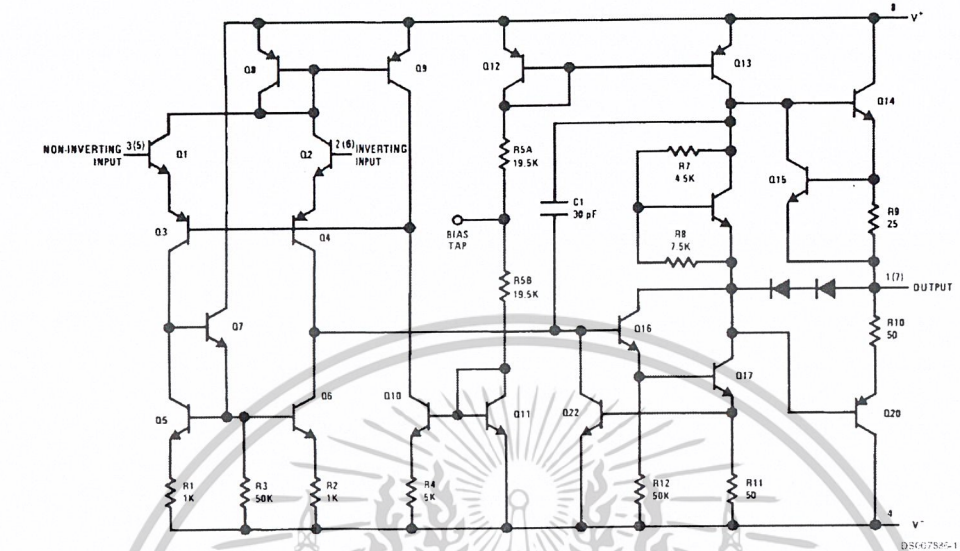 8
V+
Q8
Q9
Q12
Q13
Q14
NON-INVERTING INPUT
3(5)
Q1
Q2
2(6)
INVERTING INPUT
R5A
19.5K
R7
4.5K
Q15
C1
30 pF
R9
25
Q3
Q4
BIAS TAP
R8
7.5K
R5B
19.5K
1(7)
OUTPUT
Q7
Q16
R10
50
Q5
Q6
Q10
Q11
Q22
Q17
Q20
R1
1K
R3
50K
R2
1K
R4
5K
R12
50K
R11
50
4
V-